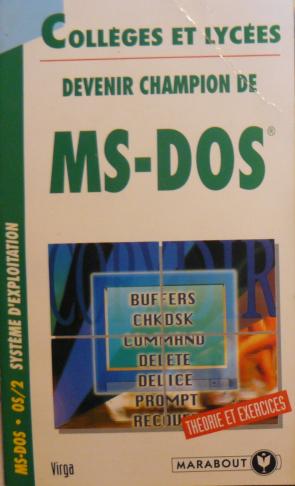 COLLÈGES ET LYCÉES
DEVENIR CHAMPION DE
MS-DOS®
BUFFERS
CHKDSK
COMMAND
DELETE
DELICE
PROMPT
THÉORIE ET EXERCICES
Virga
MARABOUT
MS-DOS • OS/2 SYSTÈME D'EXPLOITATION